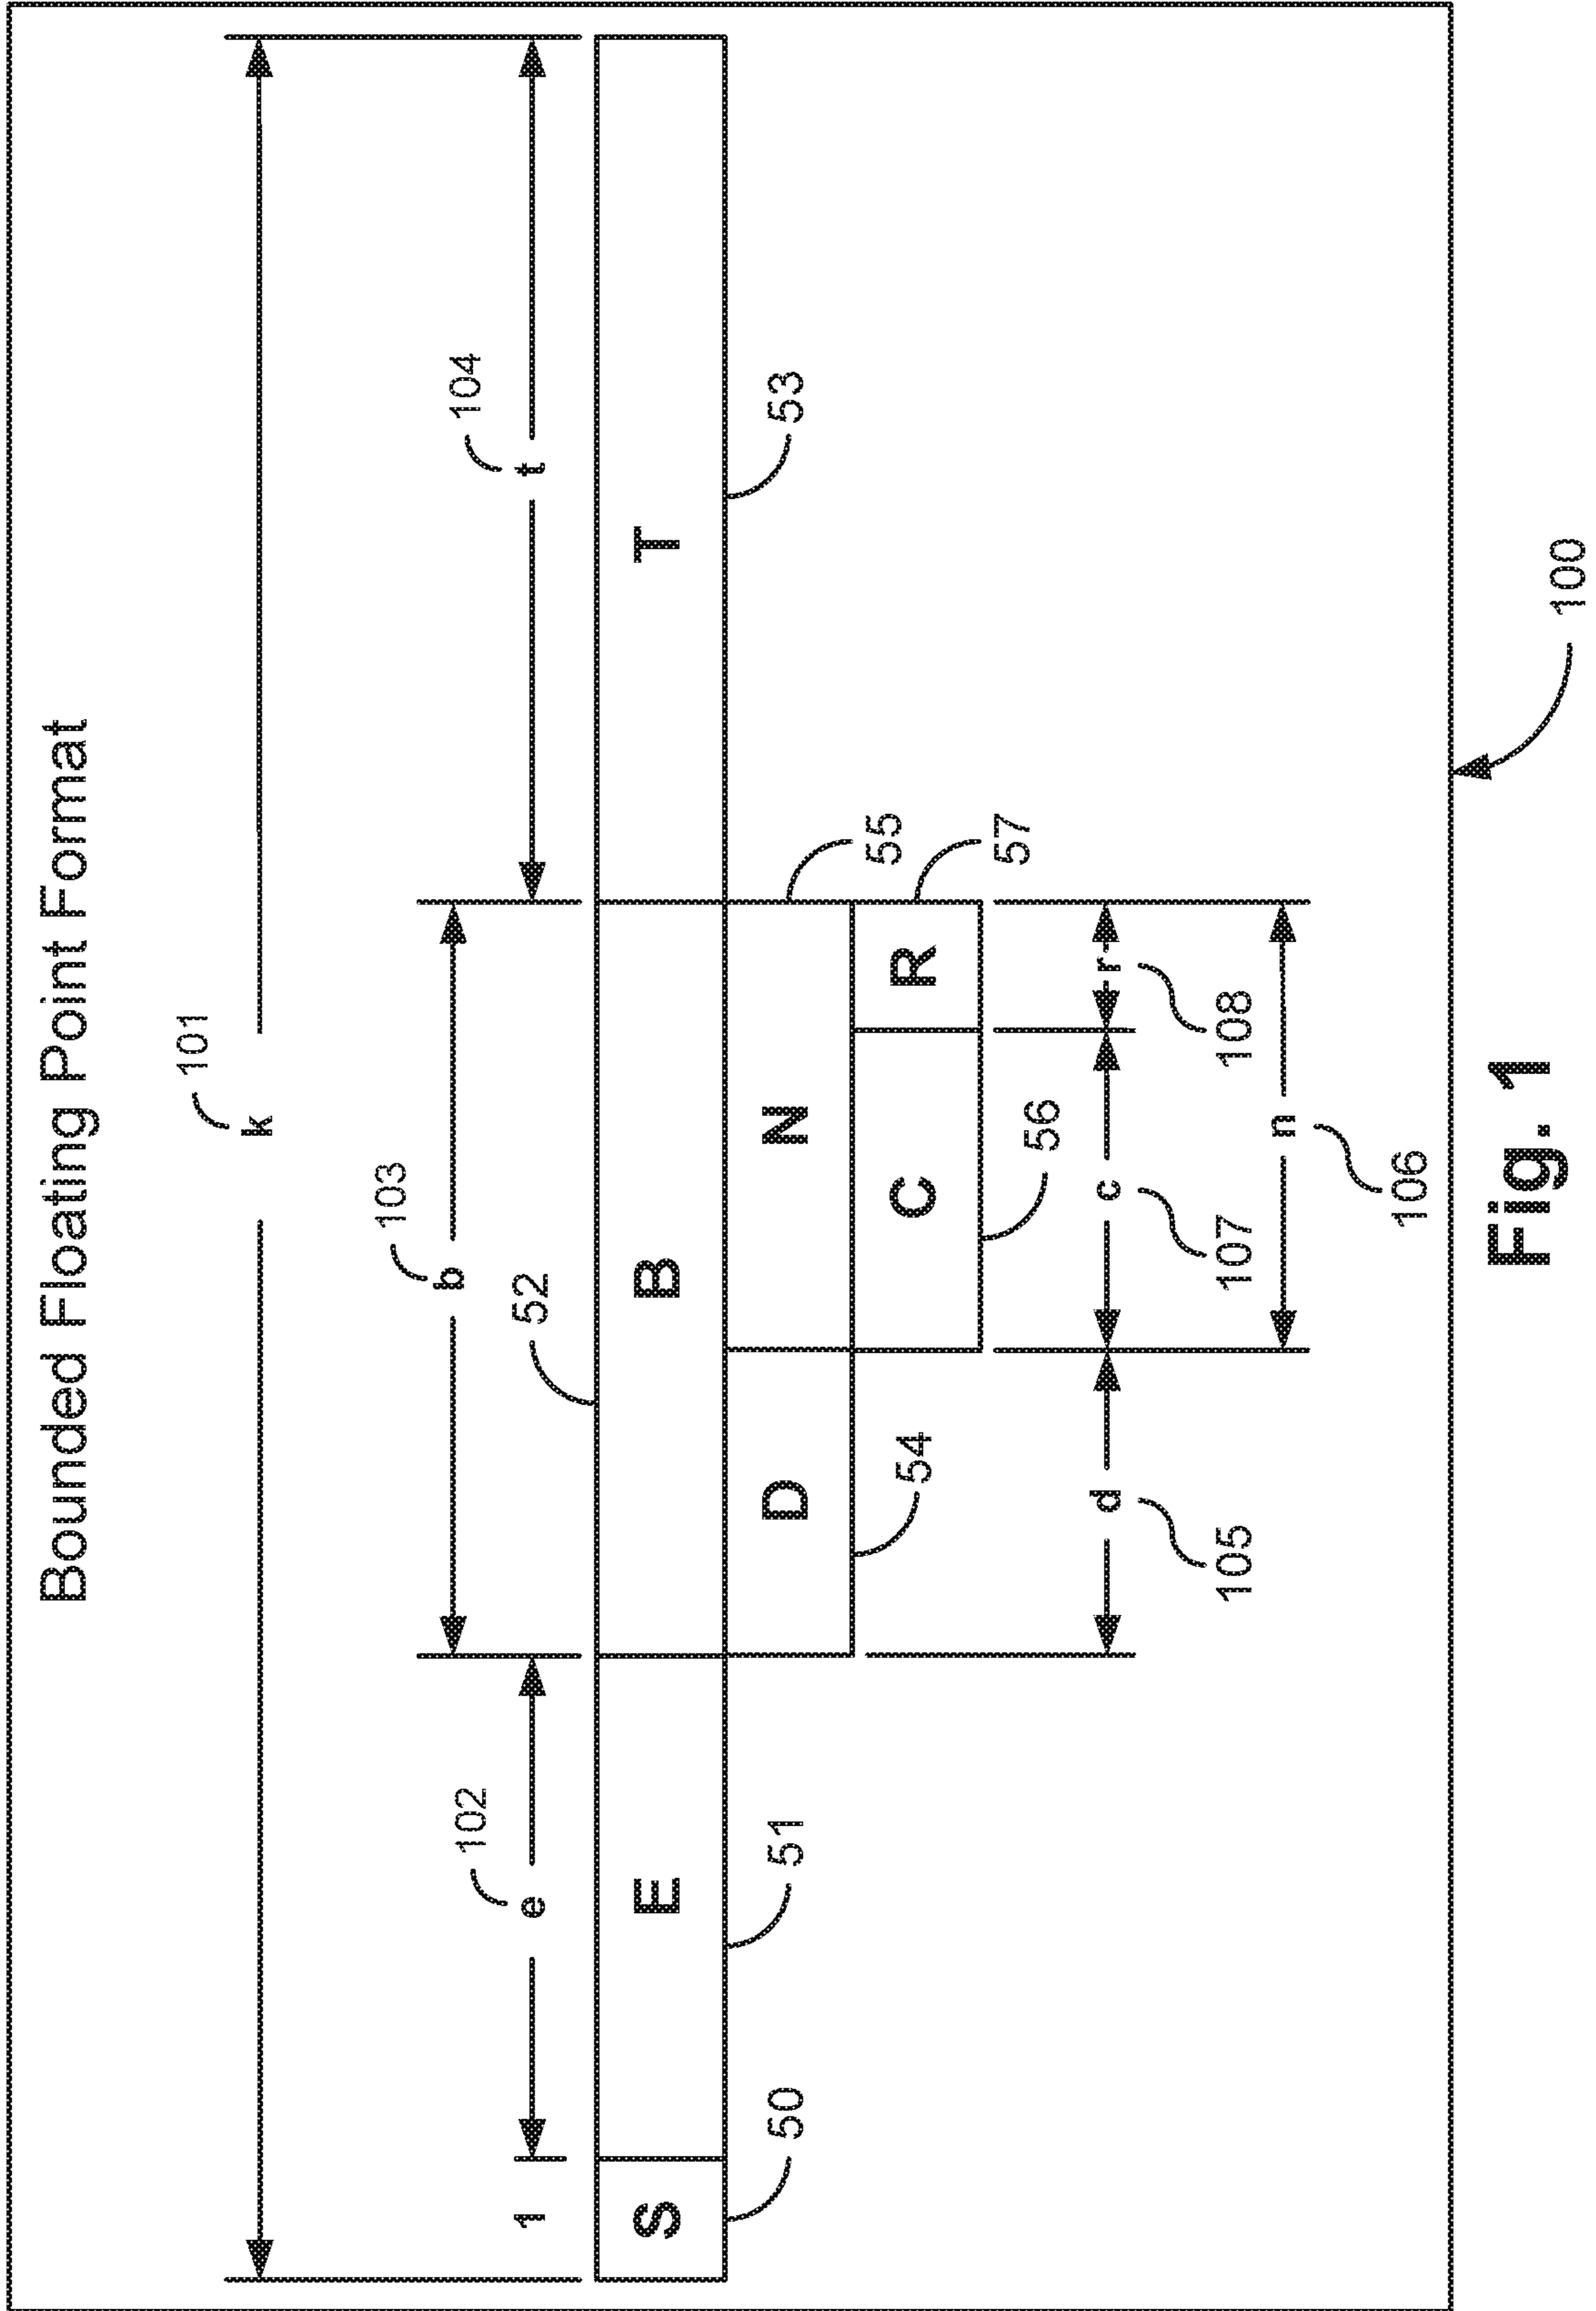 Bounded Floating Point Format
101
k
103
b
102
104
1
e
t
52
S
E
B
T
50
51
53
D
N
55
54
C
R
56
57
d
c
r
105
107
108
n
106
100
Fig. 1